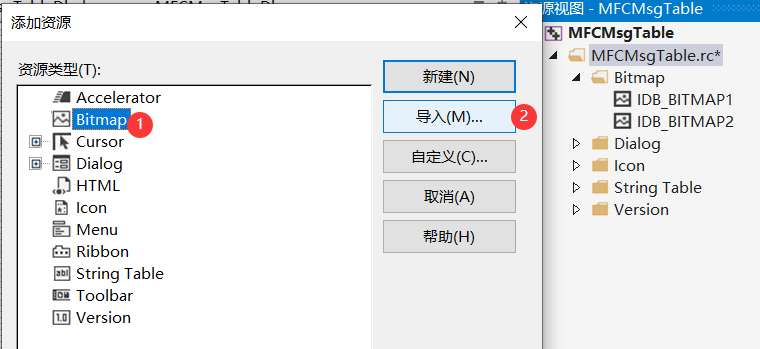 添加资源
资源类型(T):
Accelerator
Bitmap
1
Cursor
Dialog
HTML
Icon
Menu
Ribbon
String Table
Toolbar
Version
新建(N)
导入(M)...
2
自定义(C)...
取消(A)
帮助(H)
资源视图 - MFCMsgTable
MFCMsgTable
MFCMsgTable.rc*
Bitmap
IDB_BITMAP1
IDB_BITMAP2
Dialog
Icon
String Table
Version